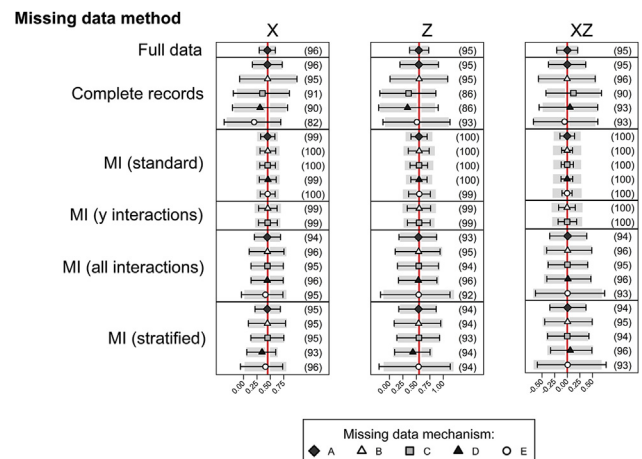 Missing data method
X Z XZ
Full data (96) (95) (95)
(96) (95) (96)
(95) (95) (96)
Complete records (91) (86) (90)
(90) (86) (93)
(82) (93) (93)
(99) (100) (100)
(100) (100) (100)
MI (standard) (100) (100) (100)
(99) (100) (100)
(100) (99) (100)
MI (y interactions) (99) (99) (100)
(99) (99) (100)
(94) (93) (94)
(96) (95) (96)
MI (all interactions) (95) (94) (95)
(96) (96) (96)
(95) (92) (93)
(95) (94) (94)
(95) (94) (95)
MI (stratified) (95) (93) (94)
(93) (94) (96)
(96) (94) (93)
0.00 0.25 0.50 0.75 0.00 0.25 0.50 0.75 1.00 -0.50 -0.25 0.00 0.25 0.50
Missing data mechanism:
A B C D E